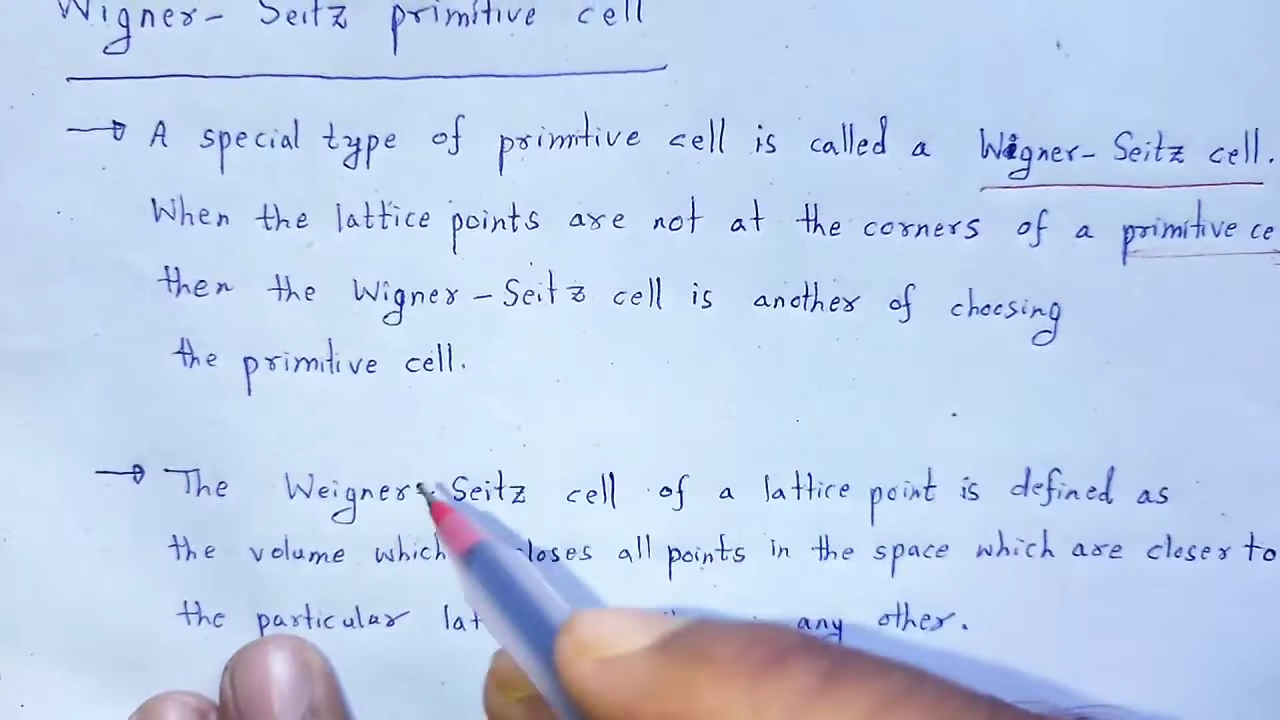 Wigner- Seitz primitive cell
→ A special type of primitive cell is called a Wigner- Seitz cell.
When the lattice points are not at the corners of a primitive ce
then the Wigner - Seitz cell is another of choosing
the primitive cell.
→ The Weigner- Seitz cell of a lattice point is defined as
the volume which loses all points in the space which are closer to
the particular lat any other.